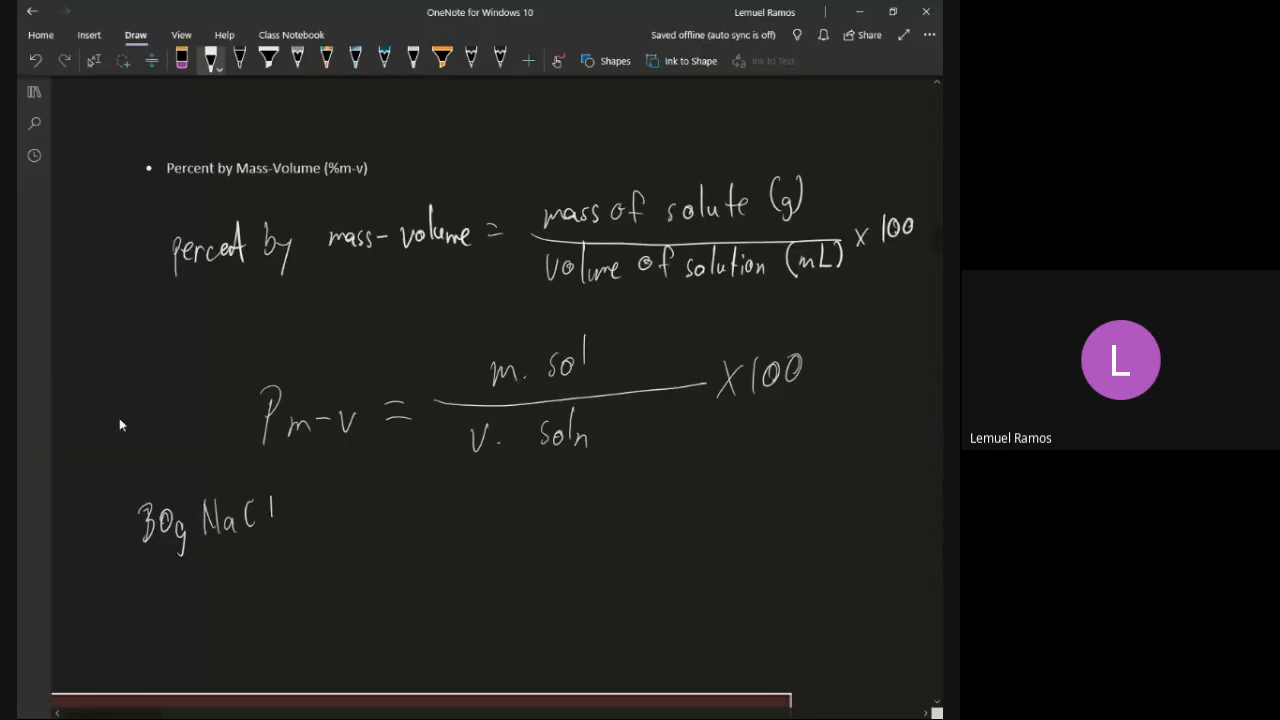 OneNote for Windows 10
Lemuel Ramos
Home Insert Draw View Help Class Notebook
Saved offline (auto sync is off)
Share
Shapes
Ink to Shape
Ink to Text
• Percent by Mass-Volume (%m-v)
percent by mass-volume = mass of solute (g)
volume of solution (mL)
x 100
Pm-v = m. sol
v. soln
X 100
30g NaCl
L
Lemuel Ramos